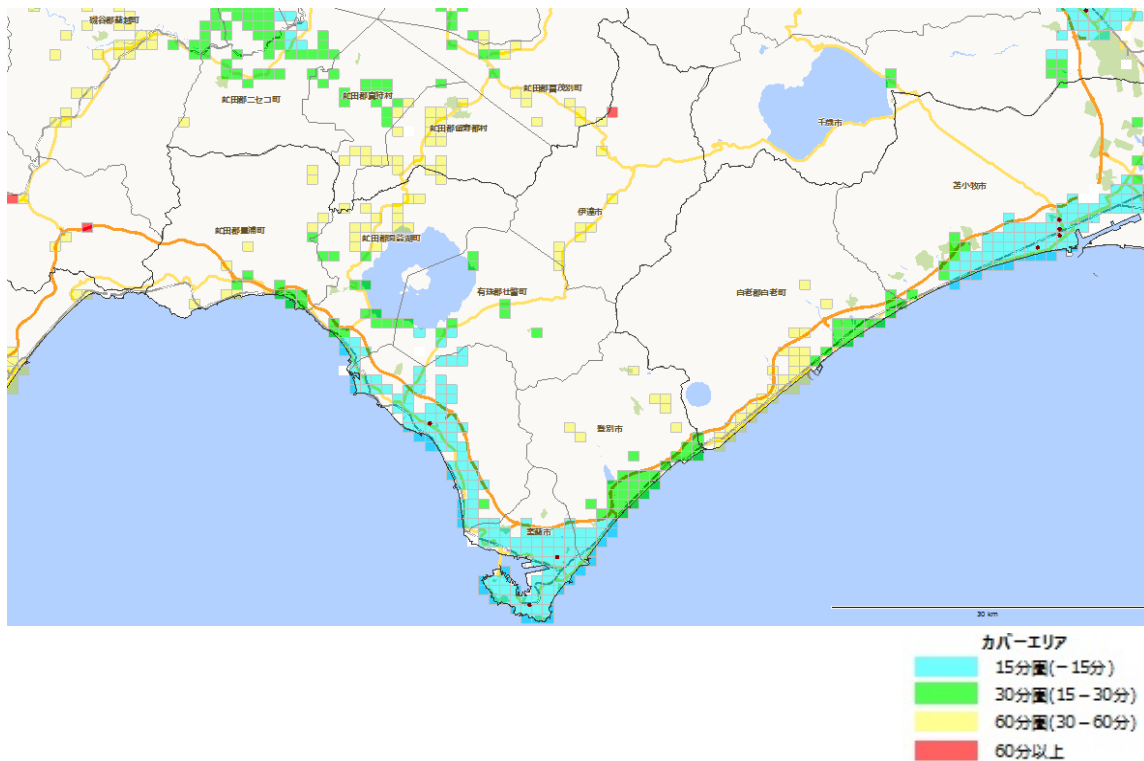 磯谷郡蘭越町
虻田郡ニセコ町
虻田郡真狩村
虻田郡喜茂別町
虻田郡留寿都村
千歳市
苫小牧市
伊達市
虻田郡豊浦町
虻田郡洞爺湖町
有珠郡壮瞥町
白老郡白老町
登別市
室蘭市
20 km
カバーエリア
15分圏(－15分)
30分圏(15－30分)
60分圏(30－60分)
60分以上